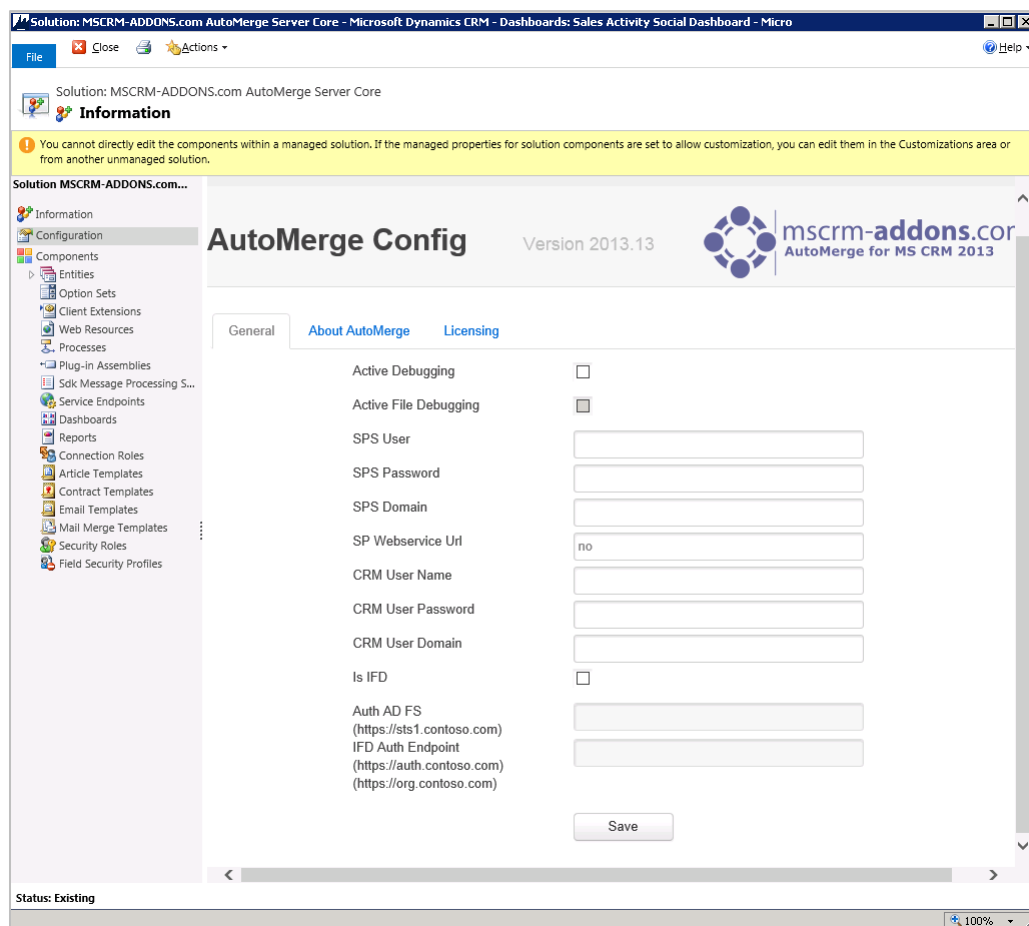 Solution: MSCRM-ADDONS.com AutoMerge Server Core - Microsoft Dynamics CRM - Dashboards: Sales Activity Social Dashboard - Micro
File
Close
Actions
Help
Solution: MSCRM-ADDONS.com AutoMerge Server Core
Information
You cannot directly edit the components within a managed solution. If the managed properties for solution components are set to allow customization, you can edit them in the Customizations area or
from another unmanaged solution.
Solution MSCRM-ADDONS.com...
Information
Configuration
Components
Entities
Option Sets
Client Extensions
Web Resources
Processes
Plug-in Assemblies
Sdk Message Processing S...
Service Endpoints
Dashboards
Reports
Connection Roles
Article Templates
Contract Templates
Email Templates
Mail Merge Templates
Security Roles
Field Security Profiles
AutoMerge Config
Version 2013.13
mscrm-addons.cor
AutoMerge for MS CRM 2013
General
About AutoMerge
Licensing
Active Debugging
Active File Debugging
SPS User
SPS Password
SPS Domain
SP Webservice Url
no
CRM User Name
CRM User Password
CRM User Domain
Is IFD
Auth AD FS
(https://sts1.contoso.com)
IFD Auth Endpoint
(https://auth.contoso.com)
(https://org.contoso.com)
Save
Status: Existing
100%